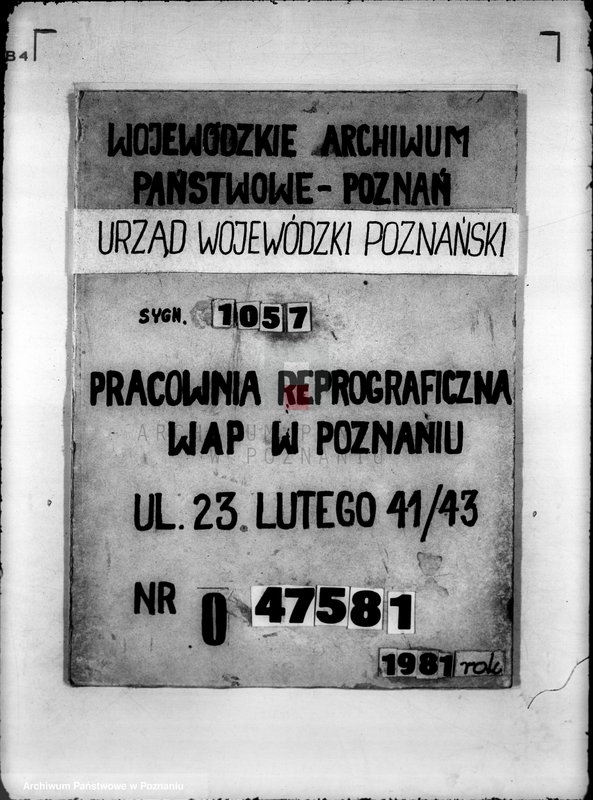 B4
WOJEWÓDZKIE ARCHIWUM
PAŃSTWOWE - POZNAŃ
URZĄD WOJEWÓDZKI POZNAŃSKI
SYGN. 1057
PRACOWNIA REPROGRAFICZNA
WAP W POZNANIU
UL. 23 LUTEGO 41/43
NR 0 47581
1981 rok
Archiwum Państwowe w Poznaniu